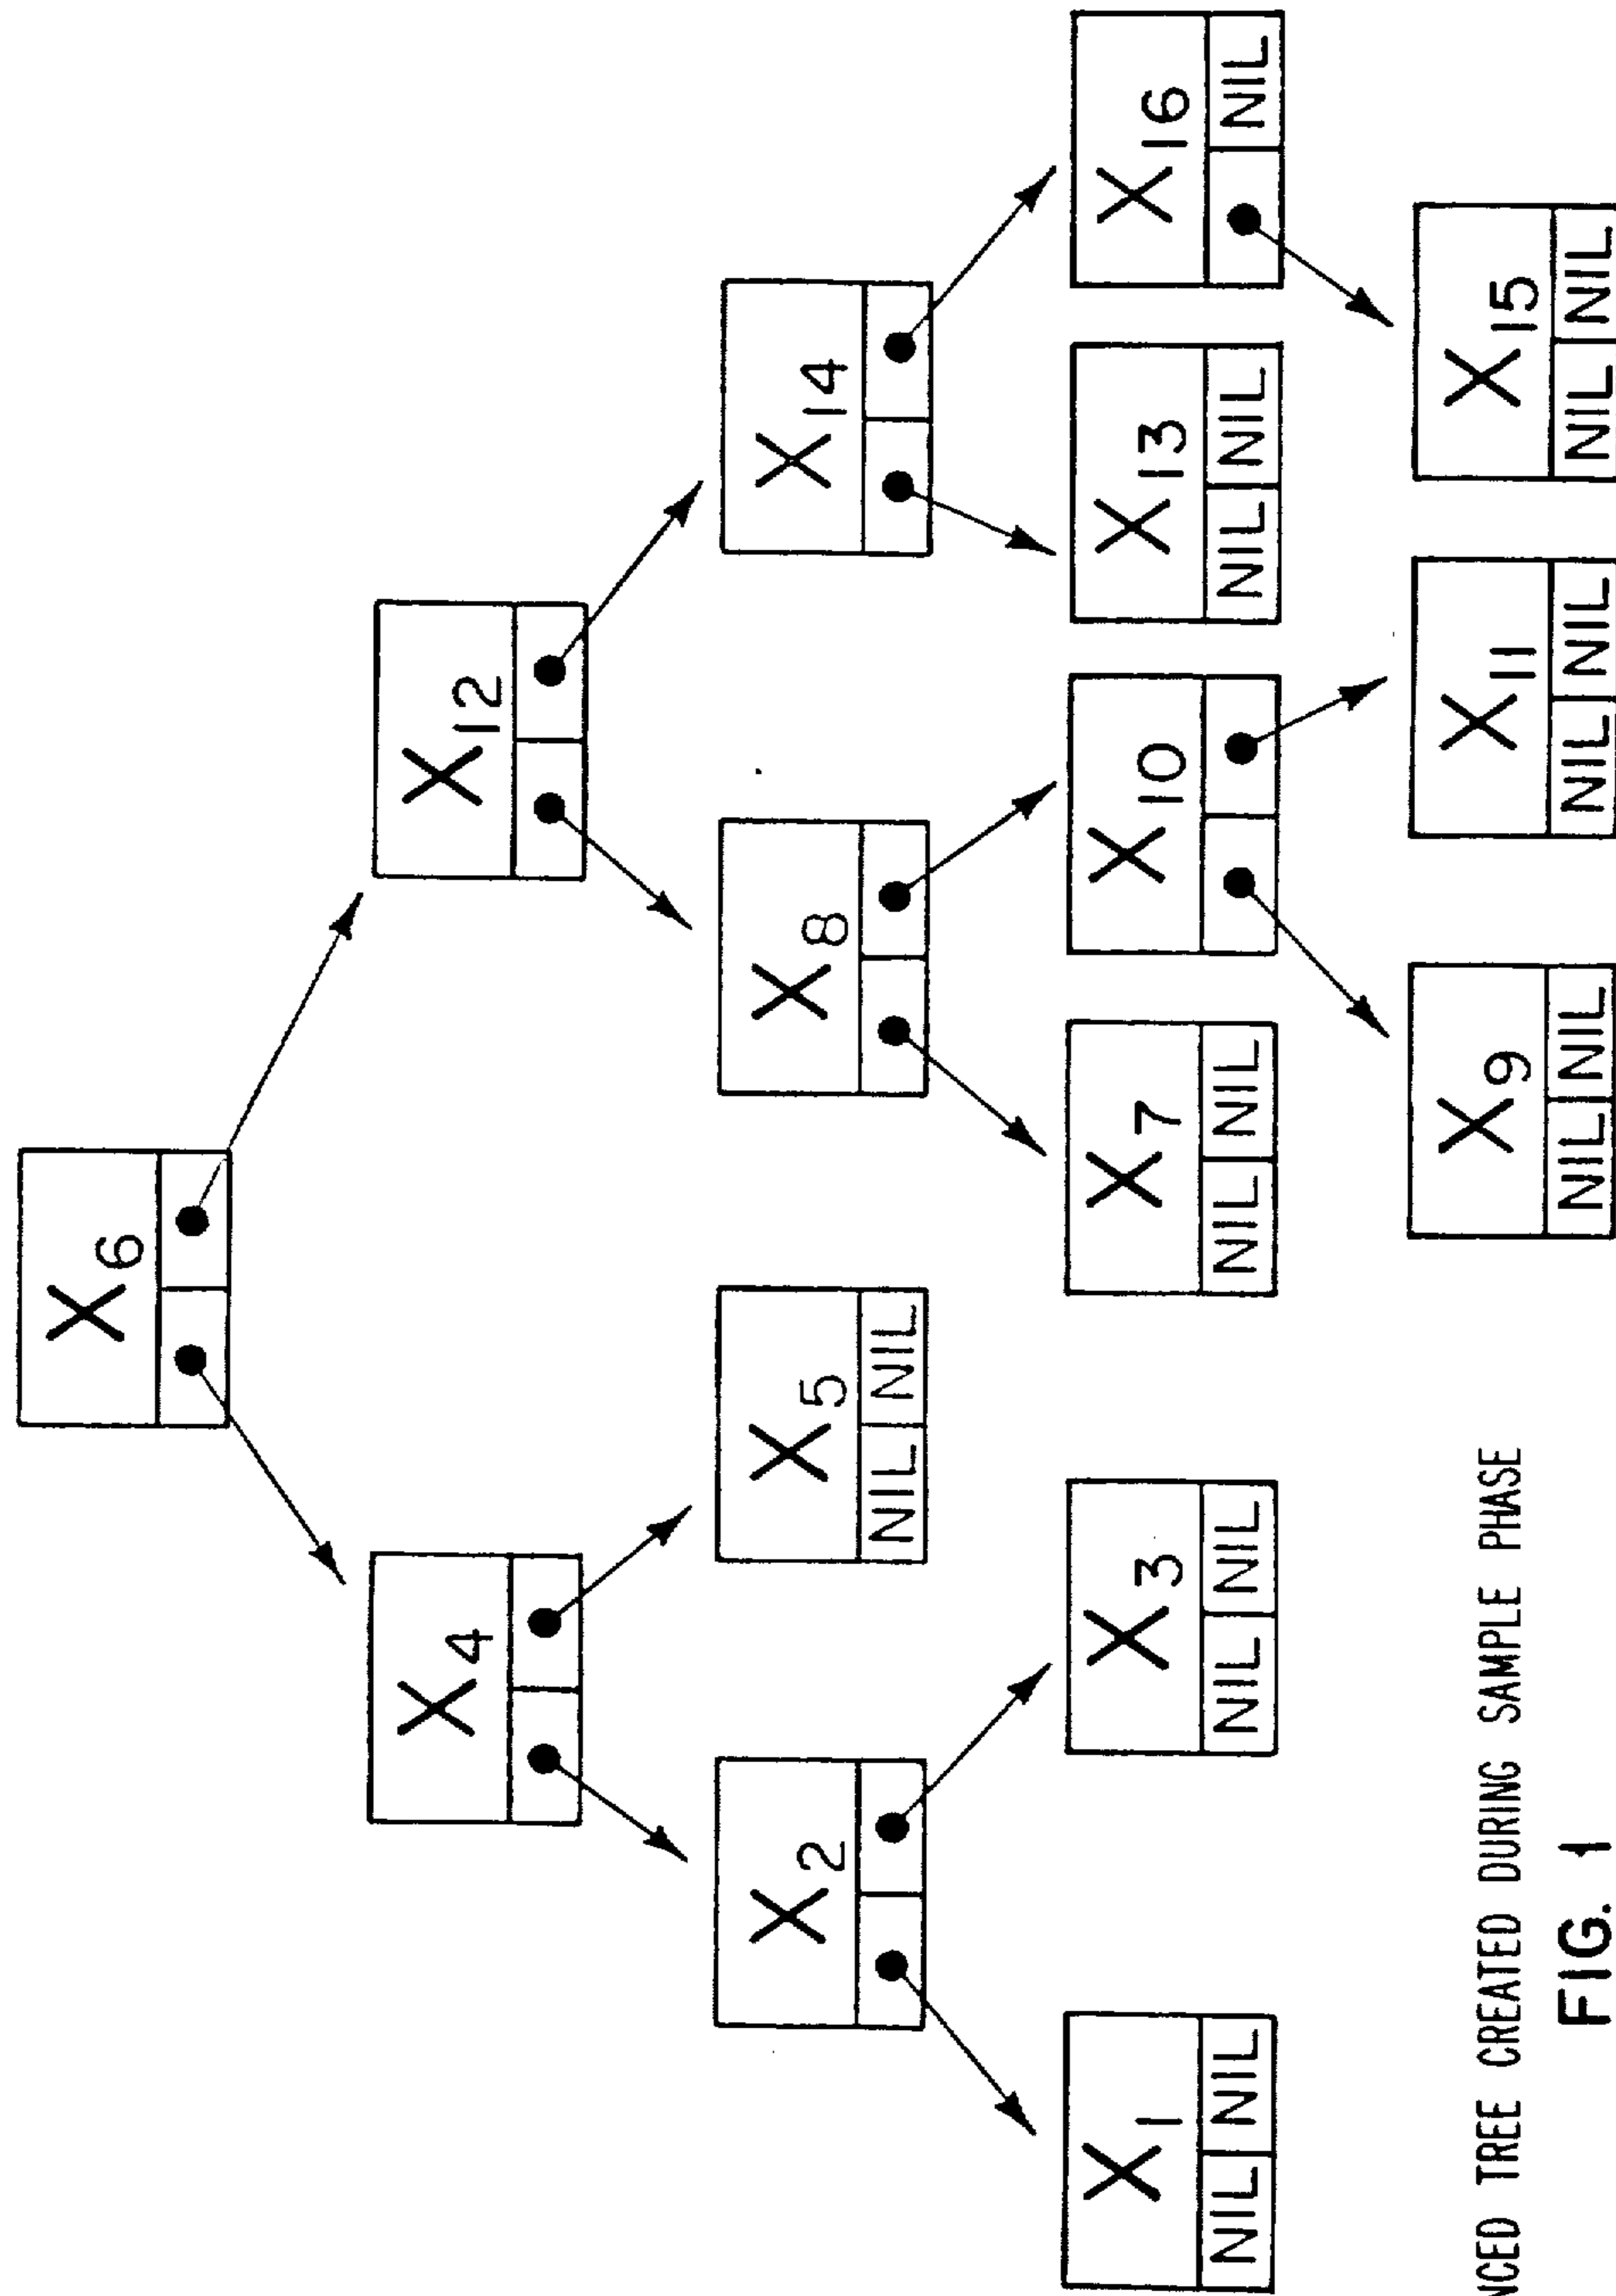 X6
X4
X12
X2
X5
NIL NIL
X8
X14
X1
NIL NIL
X3
NIL NIL
X7
NIL NIL
X10
X13
NIL NIL
X16
NIL
X9
NIL NIL
X11
NIL NIL
X15
NIL NIL
TREE CREATED DURING SAMPLE PHASE
FIG. 1